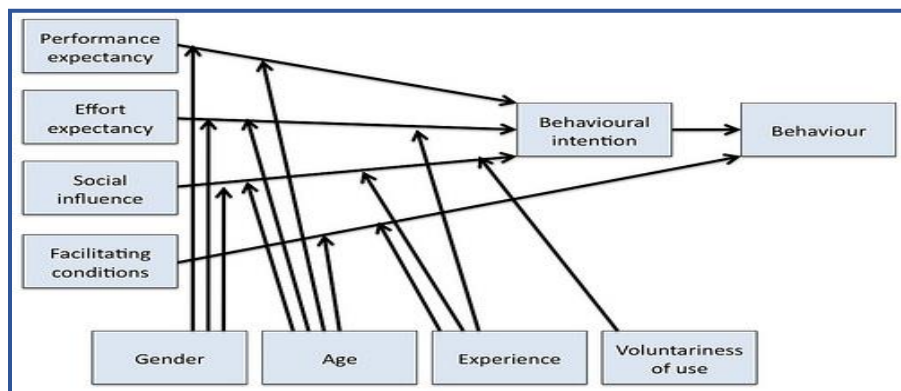 Performance
expectancy
Effort
expectancy
Social
influence
Facilitating
conditions
Behavioural
intention
Behaviour
Gender
Age
Experience
Voluntariness
of use